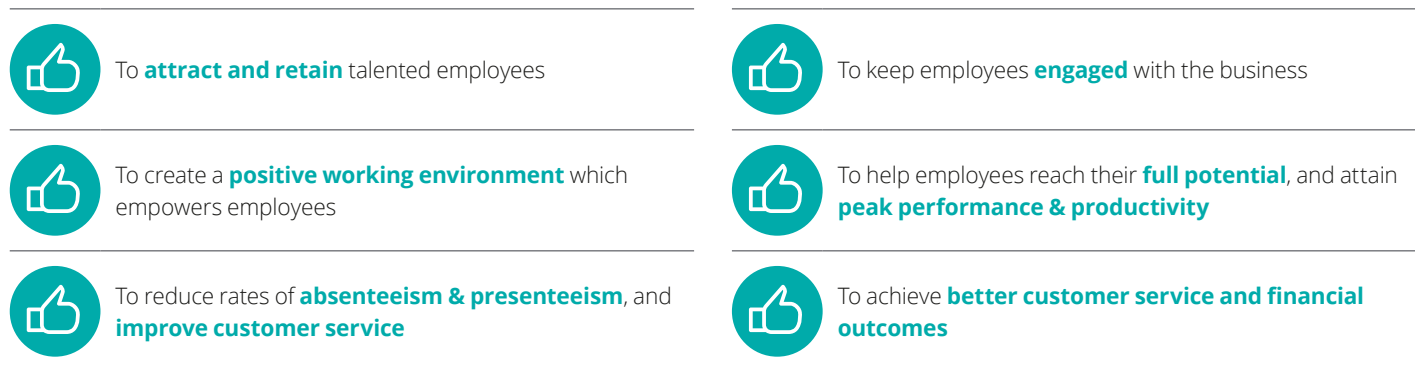 To attract and retain talented employees
To keep employees engaged with the business
To create a positive working environment which
empowers employees
To help employees reach their full potential, and attain
peak performance & productivity
To reduce rates of absenteeism & presenteeism, and
improve customer service
To achieve better customer service and financial
outcomes